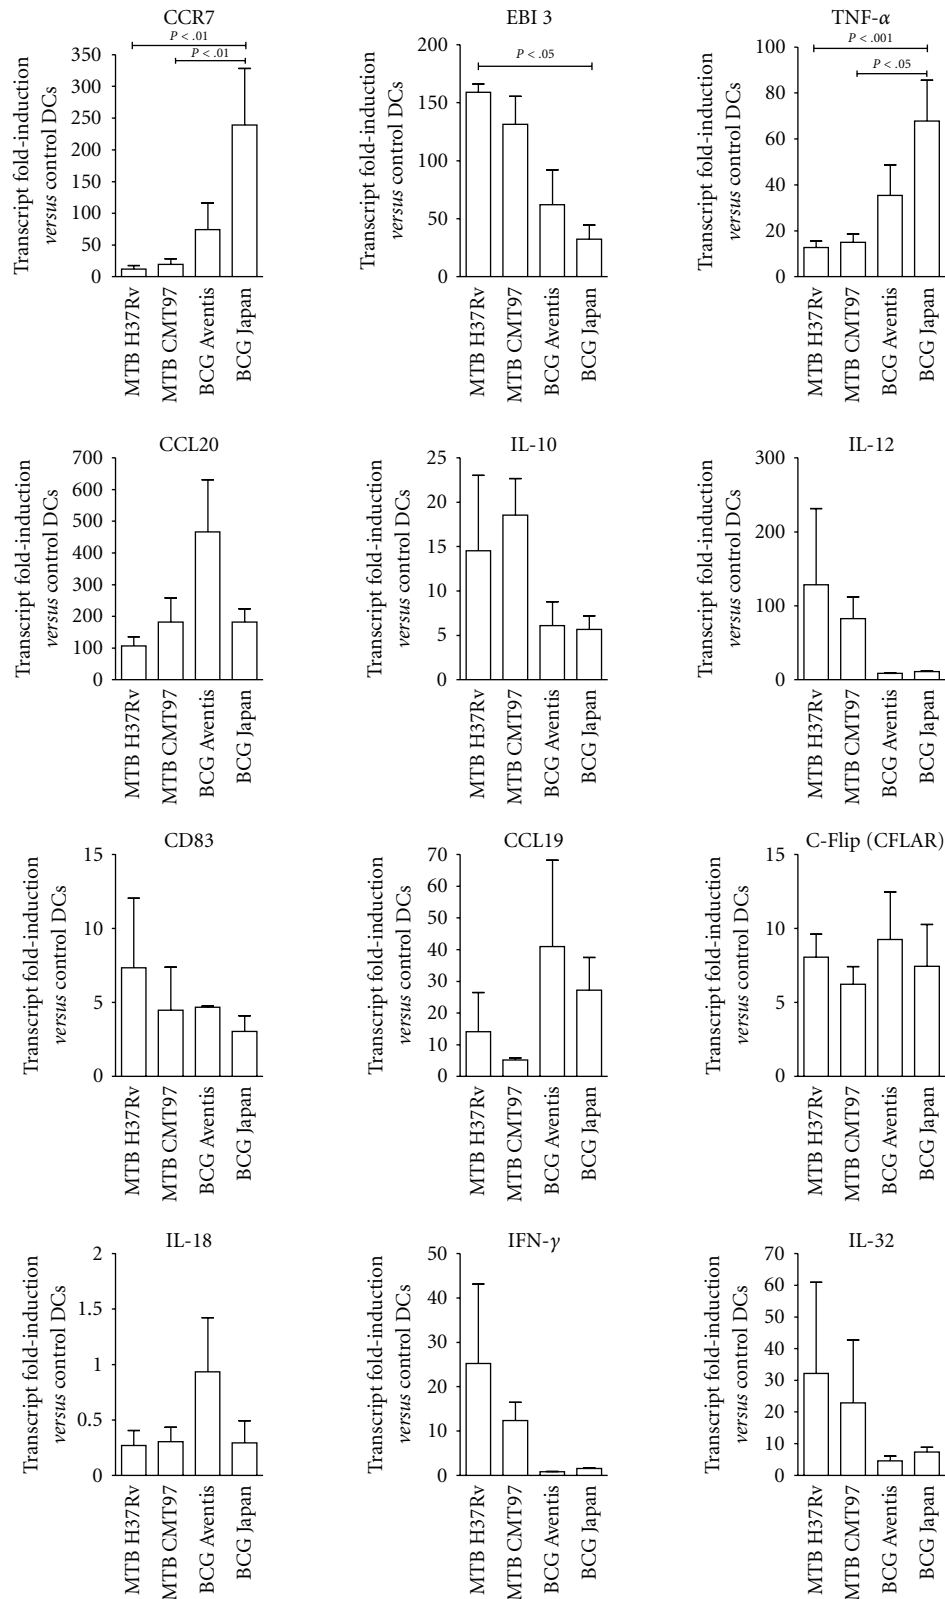 CCR7
P < .01
P < .01
350
300
250
200
150
100
50
0
Transcript fold-induction
versus control DCs
MTB H37Rv
MTB CMT97
BCG Aventis
BCG Japan
EBI 3
P < .05
200
150
100
50
0
Transcript fold-induction
versus control DCs
MTB H37Rv
MTB CMT97
BCG Aventis
BCG Japan
TNF-α
P < .001
P < .05
100
80
60
40
20
0
Transcript fold-induction
versus control DCs
MTB H37Rv
MTB CMT97
BCG Aventis
BCG Japan
CCL20
700
600
500
400
300
200
100
0
Transcript fold-induction
versus control DCs
MTB H37Rv
MTB CMT97
BCG Aventis
BCG Japan
IL-10
25
20
15
10
5
0
Transcript fold-induction
versus control DCs
MTB H37Rv
MTB CMT97
BCG Aventis
BCG Japan
IL-12
300
200
100
0
Transcript fold-induction
versus control DCs
MTB H37Rv
MTB CMT97
BCG Aventis
BCG Japan
CD83
15
10
5
0
Transcript fold-induction
versus control DCs
MTB H37Rv
MTB CMT97
BCG Aventis
BCG Japan
CCL19
70
60
50
40
30
20
10
0
Transcript fold-induction
versus control DCs
MTB H37Rv
MTB CMT97
BCG Aventis
BCG Japan
C-Flip (CFLAR)
15
10
5
0
Transcript fold-induction
versus control DCs
MTB H37Rv
MTB CMT97
BCG Aventis
BCG Japan
IL-18
2
1.5
1
0.5
0
Transcript fold-induction
versus control DCs
MTB H37Rv
MTB CMT97
BCG Aventis
BCG Japan
IFN-γ
50
40
30
20
10
0
Transcript fold-induction
versus control DCs
MTB H37Rv
MTB CMT97
BCG Aventis
BCG Japan
IL-32
70
60
50
40
30
20
10
0
Transcript fold-induction
versus control DCs
MTB H37Rv
MTB CMT97
BCG Aventis
BCG Japan